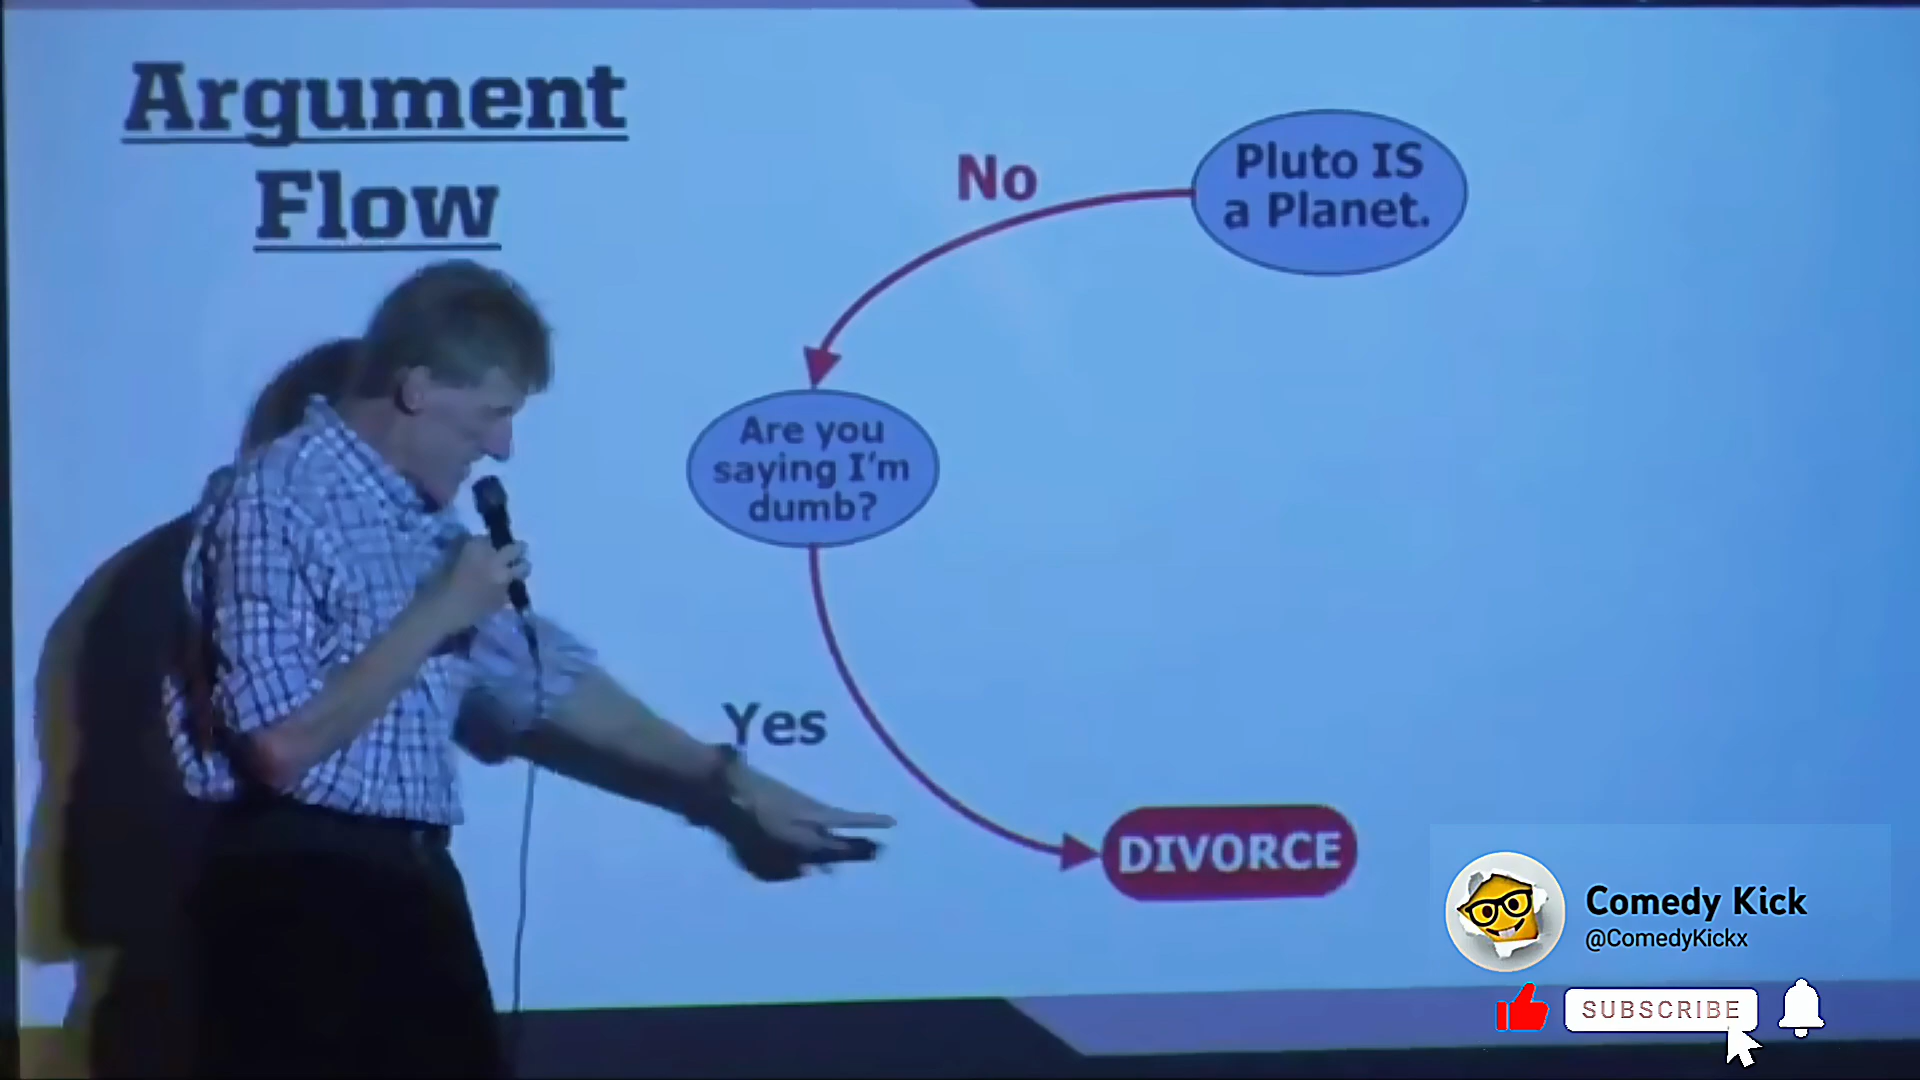 Argument
Flow
No
Pluto IS
a Planet.
Are you
saying I'm
dumb?
Yes
DIVORCE
Comedy Kick
@ComedyKickx
SUBSCRIBE